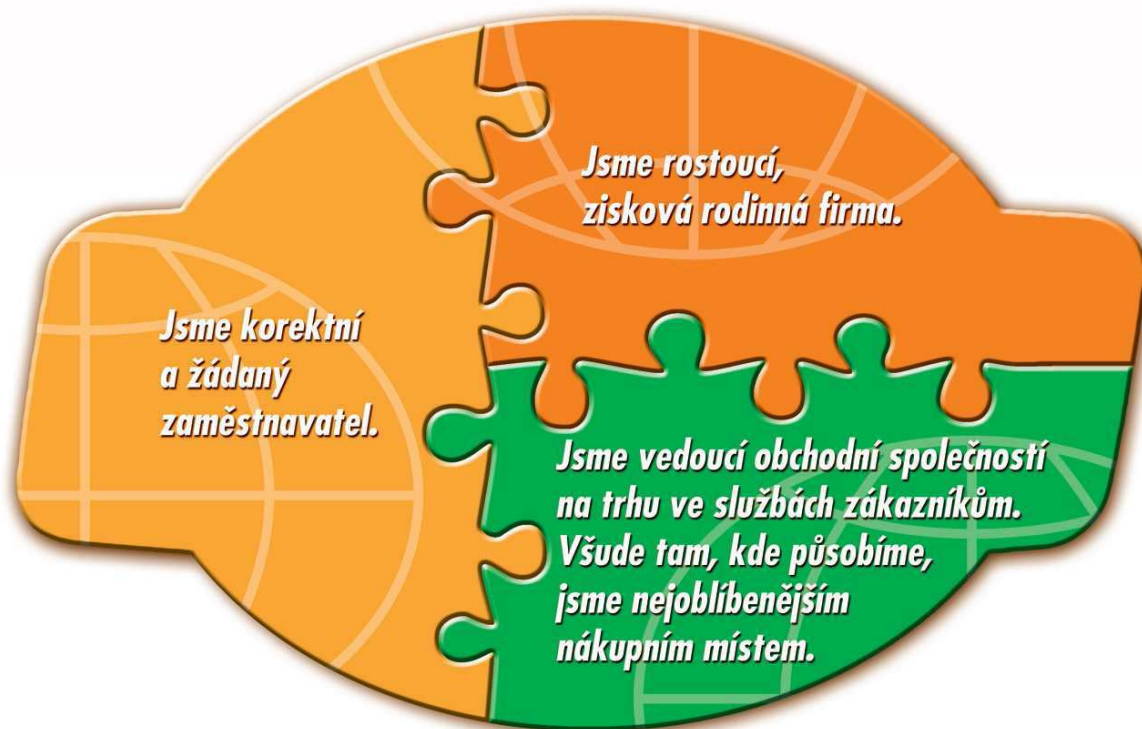 Jsme rostoucí,
zisková rodinná firma.
Jsme korektní
a žádaný
zaměstnavatel.
Jsme vedoucí obchodní společností
na trhu ve službách zákazníkům.
Všude tam, kde působíme,
jsme nejoblíbenějším
nákupním místem.